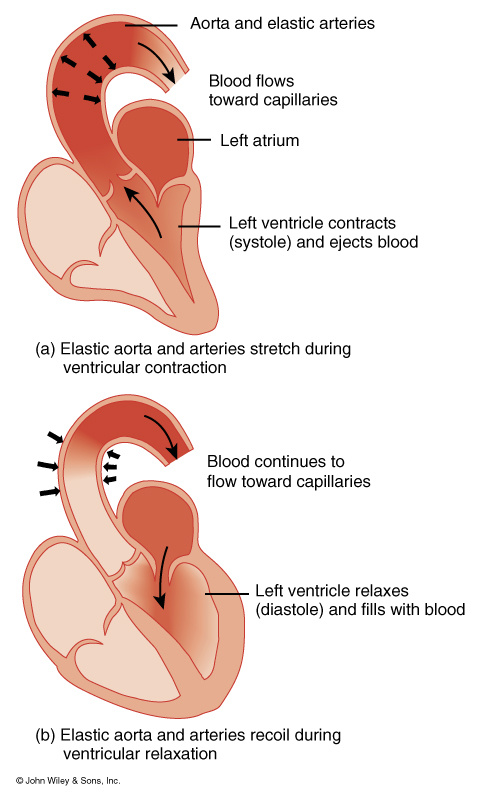 Aorta and elastic arteries
Blood flows
toward capillaries
Left atrium
Left ventricle contracts
(systole) and ejects blood
(a) Elastic aorta and arteries stretch during
ventricular contraction
Blood continues to
flow toward capillaries
Left ventricle relaxes
(diastole) and fills with blood
(b) Elastic aorta and arteries recoil during
ventricular relaxation
© John Wiley & Sons, Inc.